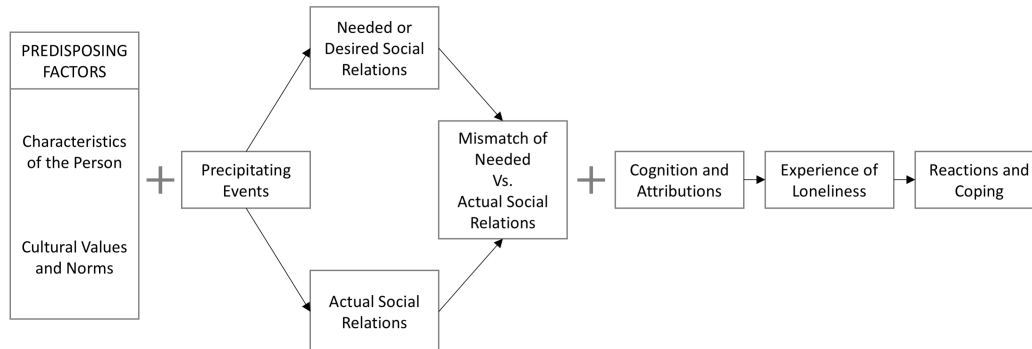 PREDISPOSING
FACTORS
Characteristics
of the Person
Cultural Values
and Norms
Precipitating
Events
Needed or
Desired Social
Relations
Actual Social
Relations
Mismatch of
Needed
Vs.
Actual Social
Relations
Cognition and
Attributions
Experience of
Loneliness
Reactions and
Coping